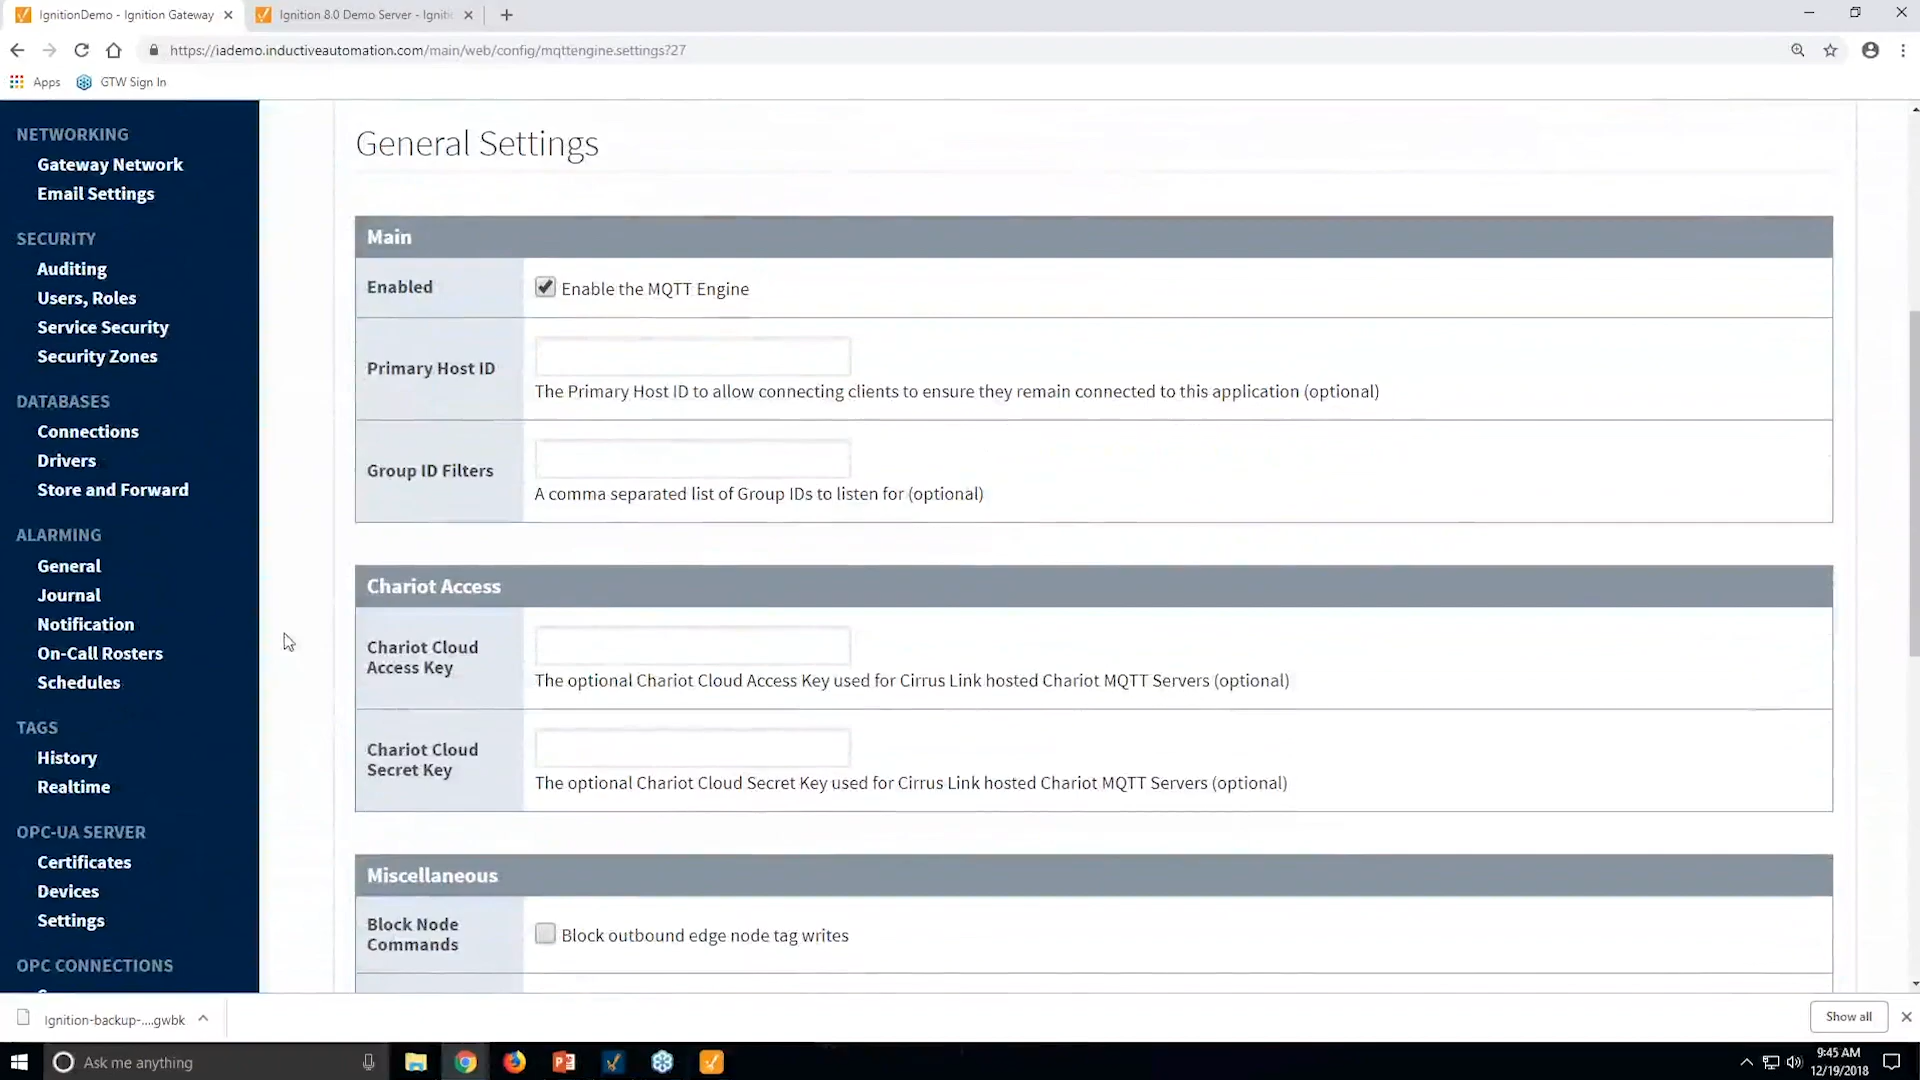 IgnitionDemo - Ignition Gateway
Ignition 8.0 Demo Server - Igniti
https://iademo.inductiveautomation.com/main/web/config/mqttengine.settings?27
Apps
GTW Sign In
NETWORKING
Gateway Network
Email Settings
SECURITY
Auditing
Users, Roles
Service Security
Security Zones
DATABASES
Connections
Drivers
Store and Forward
ALARMING
General
Journal
Notification
On-Call Rosters
Schedules
TAGS
History
Realtime
OPC-UA SERVER
Certificates
Devices
Settings
OPC CONNECTIONS
General Settings
Main
Enabled
Enable the MQTT Engine
Primary Host ID
The Primary Host ID to allow connecting clients to ensure they remain connected to this application (optional)
Group ID Filters
A comma separated list of Group IDs to listen for (optional)
Chariot Access
Chariot Cloud
Access Key
The optional Chariot Cloud Access Key used for Cirrus Link hosted Chariot MQTT Servers (optional)
Chariot Cloud
Secret Key
The optional Chariot Cloud Secret Key used for Cirrus Link hosted Chariot MQTT Servers (optional)
Miscellaneous
Block Node
Commands
Block outbound edge node tag writes
Ignition-backup-....gwbk
Show all
Ask me anything
9:45 AM
12/19/2018